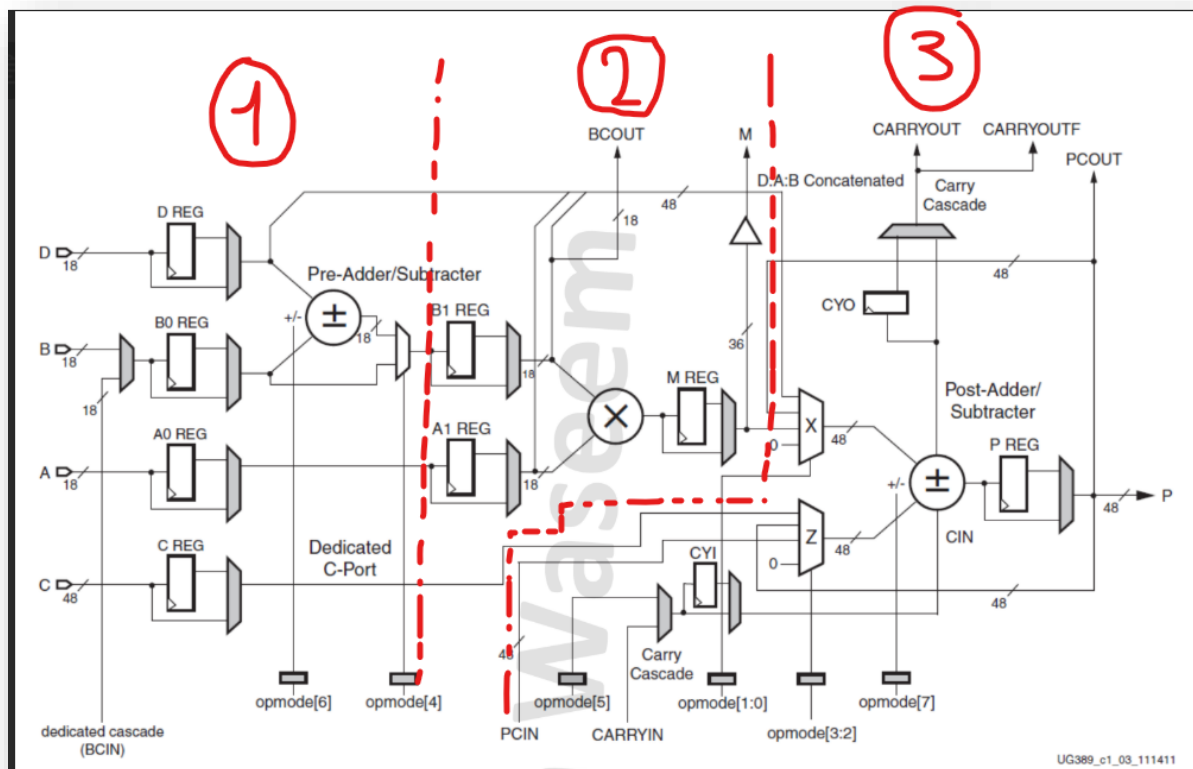 1
2
3
BCOUT
M
CARRYOUT
CARRYOUTF
PCOUT
D:A:B Concatenated
Carry
Cascade
48
18
D REG
D
18
Pre-Adder/Subtracter
+/-
±
18
48
CYO
B0 REG
B1 REG
B
18
18
18
36
M REG
Post-Adder/
Subtracter
A0 REG
A1 REG
A
18
18
×
0
X
48
P REG
+/-
±
48
P
C REG
Dedicated
C-Port
C
48
0
Z
48
CIN
CYI
48
48
Carry
Cascade
opmode[6]
opmode[4]
opmode[5]
opmode[1:0]
opmode[3:2]
opmode[7]
PCIN
CARRYIN
dedicated cascade
(BCIN)
Waseem
UG389_c1_03_111411